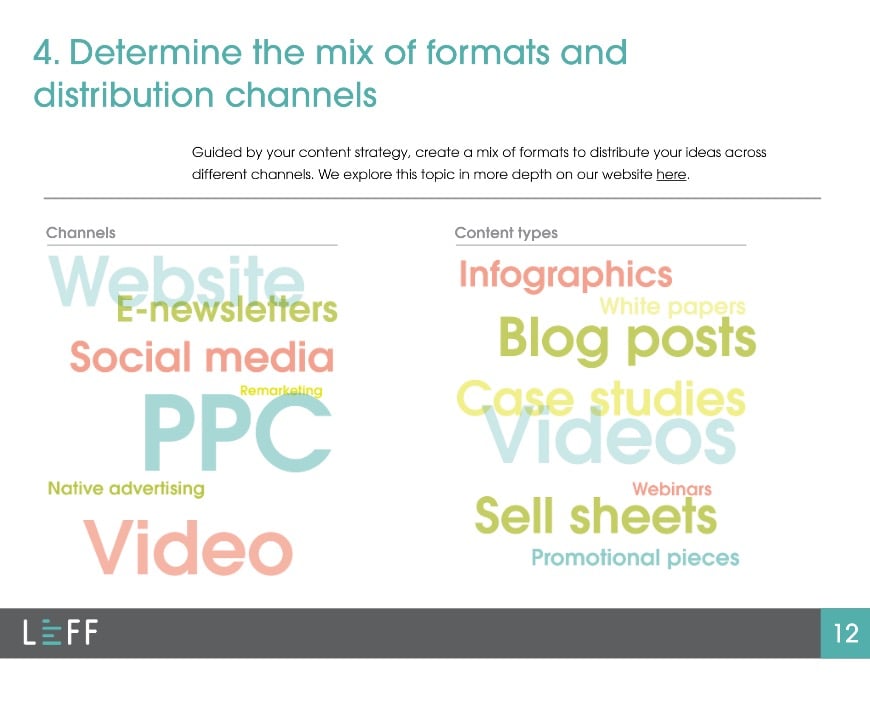 4. Determine the mix of formats and
distribution channels
Guided by your content strategy, create a mix of formats to distribute your ideas across
different channels. We explore this topic in more depth on our website here.
Channels
Website
E-newsletters
Social media
Remarketing
PPC
Native advertising
Video
Content types
Infographics
White papers
Blog posts
Case studies
Videos
Webinars
Sell sheets
Promotional pieces
LEFF
12